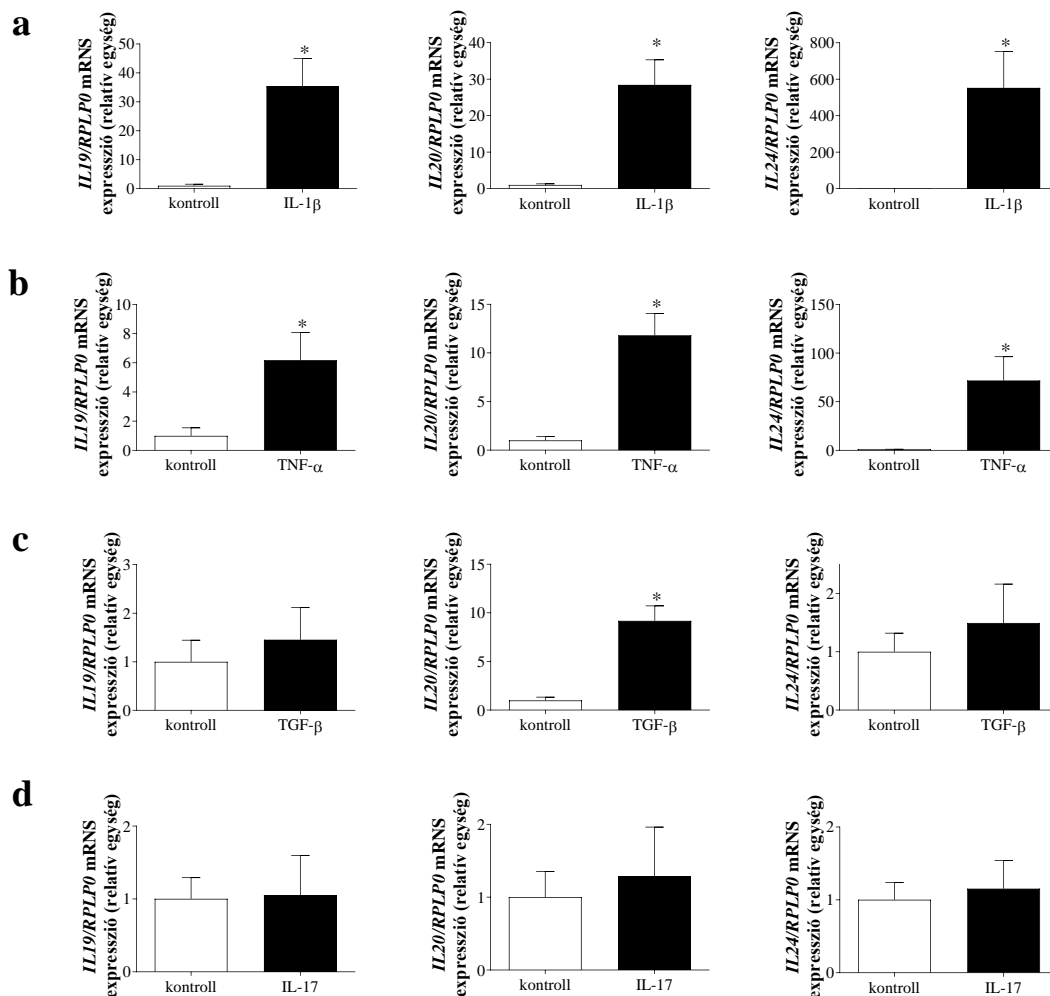 a
IL19/RPLP0 mRNS
expresszió (relatív egység)
50
40
30
20
10
0
*
kontroll
IL-1β
IL20/RPLP0 mRNS
expresszió (relatív egység)
40
30
20
10
0
*
kontroll
IL-1β
IL24/RPLP0 mRNS
expresszió (relatív egység)
800
600
400
200
0
*
kontroll
IL-1β
b
IL19/RPLP0 mRNS
expresszió (relatív egység)
10
8
6
4
2
0
*
kontroll
TNF-α
IL20/RPLP0 mRNS
expresszió (relatív egység)
15
10
5
0
*
kontroll
TNF-α
IL24/RPLP0 mRNS
expresszió (relatív egység)
150
100
50
0
*
kontroll
TNF-α
c
IL19/RPLP0 mRNS
expresszió (relatív egység)
3
2
1
0
kontroll
TGF-β
IL20/RPLP0 mRNS
expresszió (relatív egység)
15
10
5
0
*
kontroll
TGF-β
IL24/RPLP0 mRNS
expresszió (relatív egység)
2
1
0
kontroll
TGF-β
d
IL19/RPLP0 mRNS
expresszió (relatív egység)
2
1
0
kontroll
IL-17
IL20/RPLP0 mRNS
expresszió (relatív egység)
2
1
0
kontroll
IL-17
IL24/RPLP0 mRNS
expresszió (relatív egység)
2
1
0
kontroll
IL-17